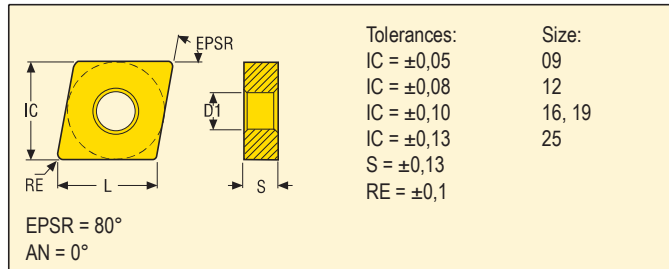 EPSR
IC
D1
RE
L
S
EPSR = 80°
AN = 0°
Tolerances: Size:
IC = ±0,05 09
IC = ±0,08 12
IC = ±0,10 16, 19
IC = ±0,13 25
S = ±0,13
RE = ±0,1